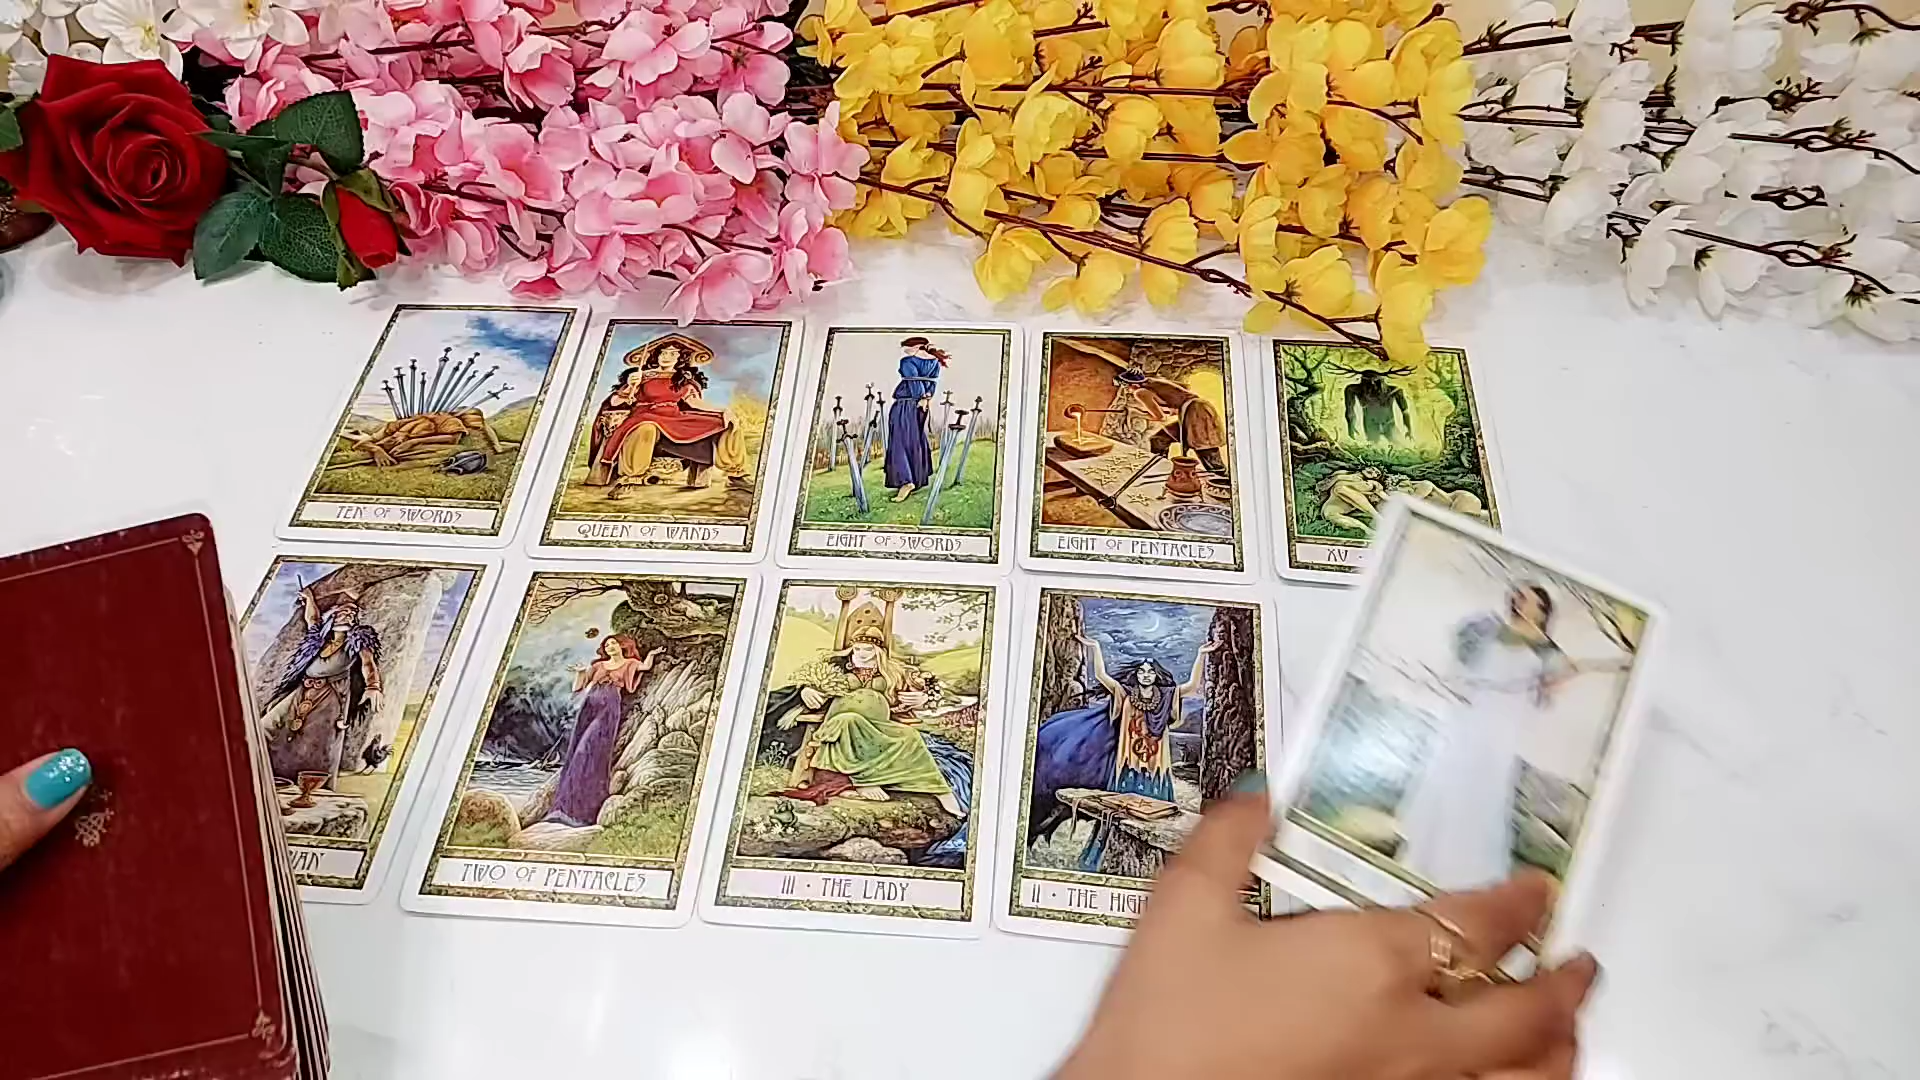 TEN OF SWORDS
QUEEN OF WANDS
EIGHT OF SWORDS
EIGHT OF PENTACLES
XV ·
TWO OF PENTACLES
III · THE LADY
II · THE HIGH